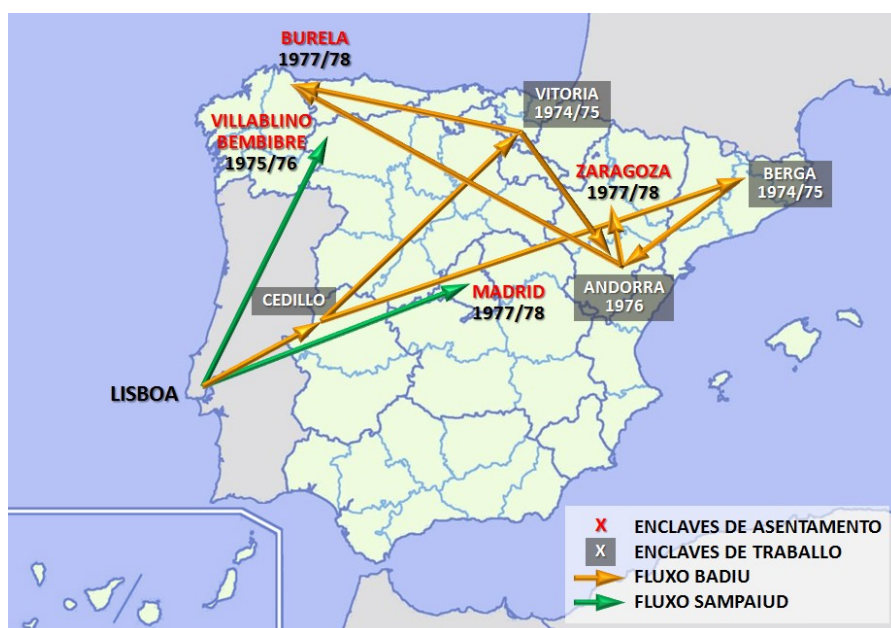 BURELA
1977/78
VITORIA
1974/75
VILLABLINO
BEMBIBRE
1975/76
ZARAGOZA
1977/78
BERGA
1974/75
CEDILLO
MADRID
1977/78
ANDORRA
1976
LISBOA
X ENCLAVES DE ASENTAMENTO
X ENCLAVES DE TRABALLO
FLUXO BADIU
FLUXO SAMPAIUD